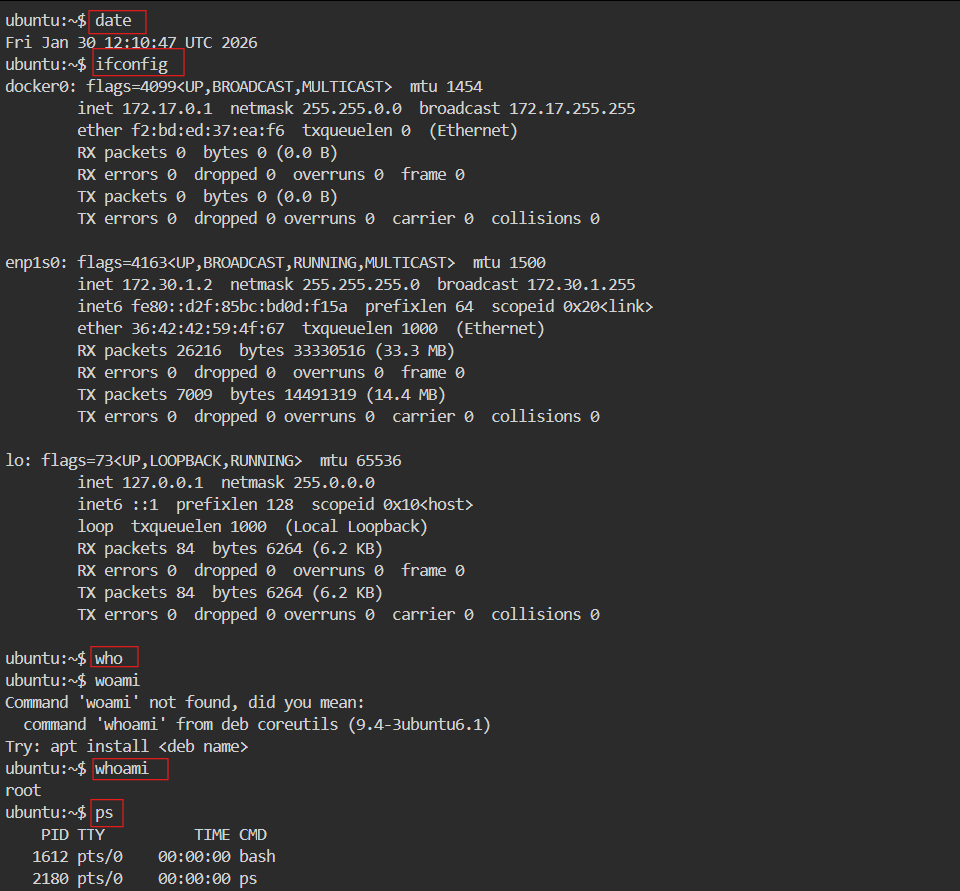 ubuntu:~$ date
Fri Jan 30 12:10:47 UTC 2026
ubuntu:~$ ifconfig
docker0: flags=4099<UP,BROADCAST,MULTICAST>  mtu 1454
        inet 172.17.0.1  netmask 255.255.0.0  broadcast 172.17.255.255
        ether f2:bd:ed:37:ea:f6  txqueuelen 0  (Ethernet)
        RX packets 0  bytes 0 (0.0 B)
        RX errors 0  dropped 0  overruns 0  frame 0
        TX packets 0  bytes 0 (0.0 B)
        TX errors 0  dropped 0 overruns 0  carrier 0  collisions 0

enp1s0: flags=4163<UP,BROADCAST,RUNNING,MULTICAST>  mtu 1500
        inet 172.30.1.2  netmask 255.255.255.0  broadcast 172.30.1.255
        inet6 fe80::d2f:85bc:bd0d:f15a  prefixlen 64  scopeid 0x20<link>
        ether 36:42:42:59:4f:67  txqueuelen 1000  (Ethernet)
        RX packets 26216  bytes 33330516 (33.3 MB)
        RX errors 0  dropped 0  overruns 0  frame 0
        TX packets 7009  bytes 14491319 (14.4 MB)
        TX errors 0  dropped 0 overruns 0  carrier 0  collisions 0

lo: flags=73<UP,LOOPBACK,RUNNING>  mtu 65536
        inet 127.0.0.1  netmask 255.0.0.0
        inet6 ::1  prefixlen 128  scopeid 0x10<host>
        loop  txqueuelen 1000  (Local Loopback)
        RX packets 84  bytes 6264 (6.2 KB)
        RX errors 0  dropped 0  overruns 0  frame 0
        TX packets 84  bytes 6264 (6.2 KB)
        TX errors 0  dropped 0 overruns 0  carrier 0  collisions 0

ubuntu:~$ who
ubuntu:~$ woami
Command 'woami' not found, did you mean:
  command 'whoami' from deb coreutils (9.4-3ubuntu6.1)
Try: apt install <deb name>
ubuntu:~$ whoami
root
ubuntu:~$ ps
    PID TTY          TIME CMD
   1612 pts/0    00:00:00 bash
   2180 pts/0    00:00:00 ps